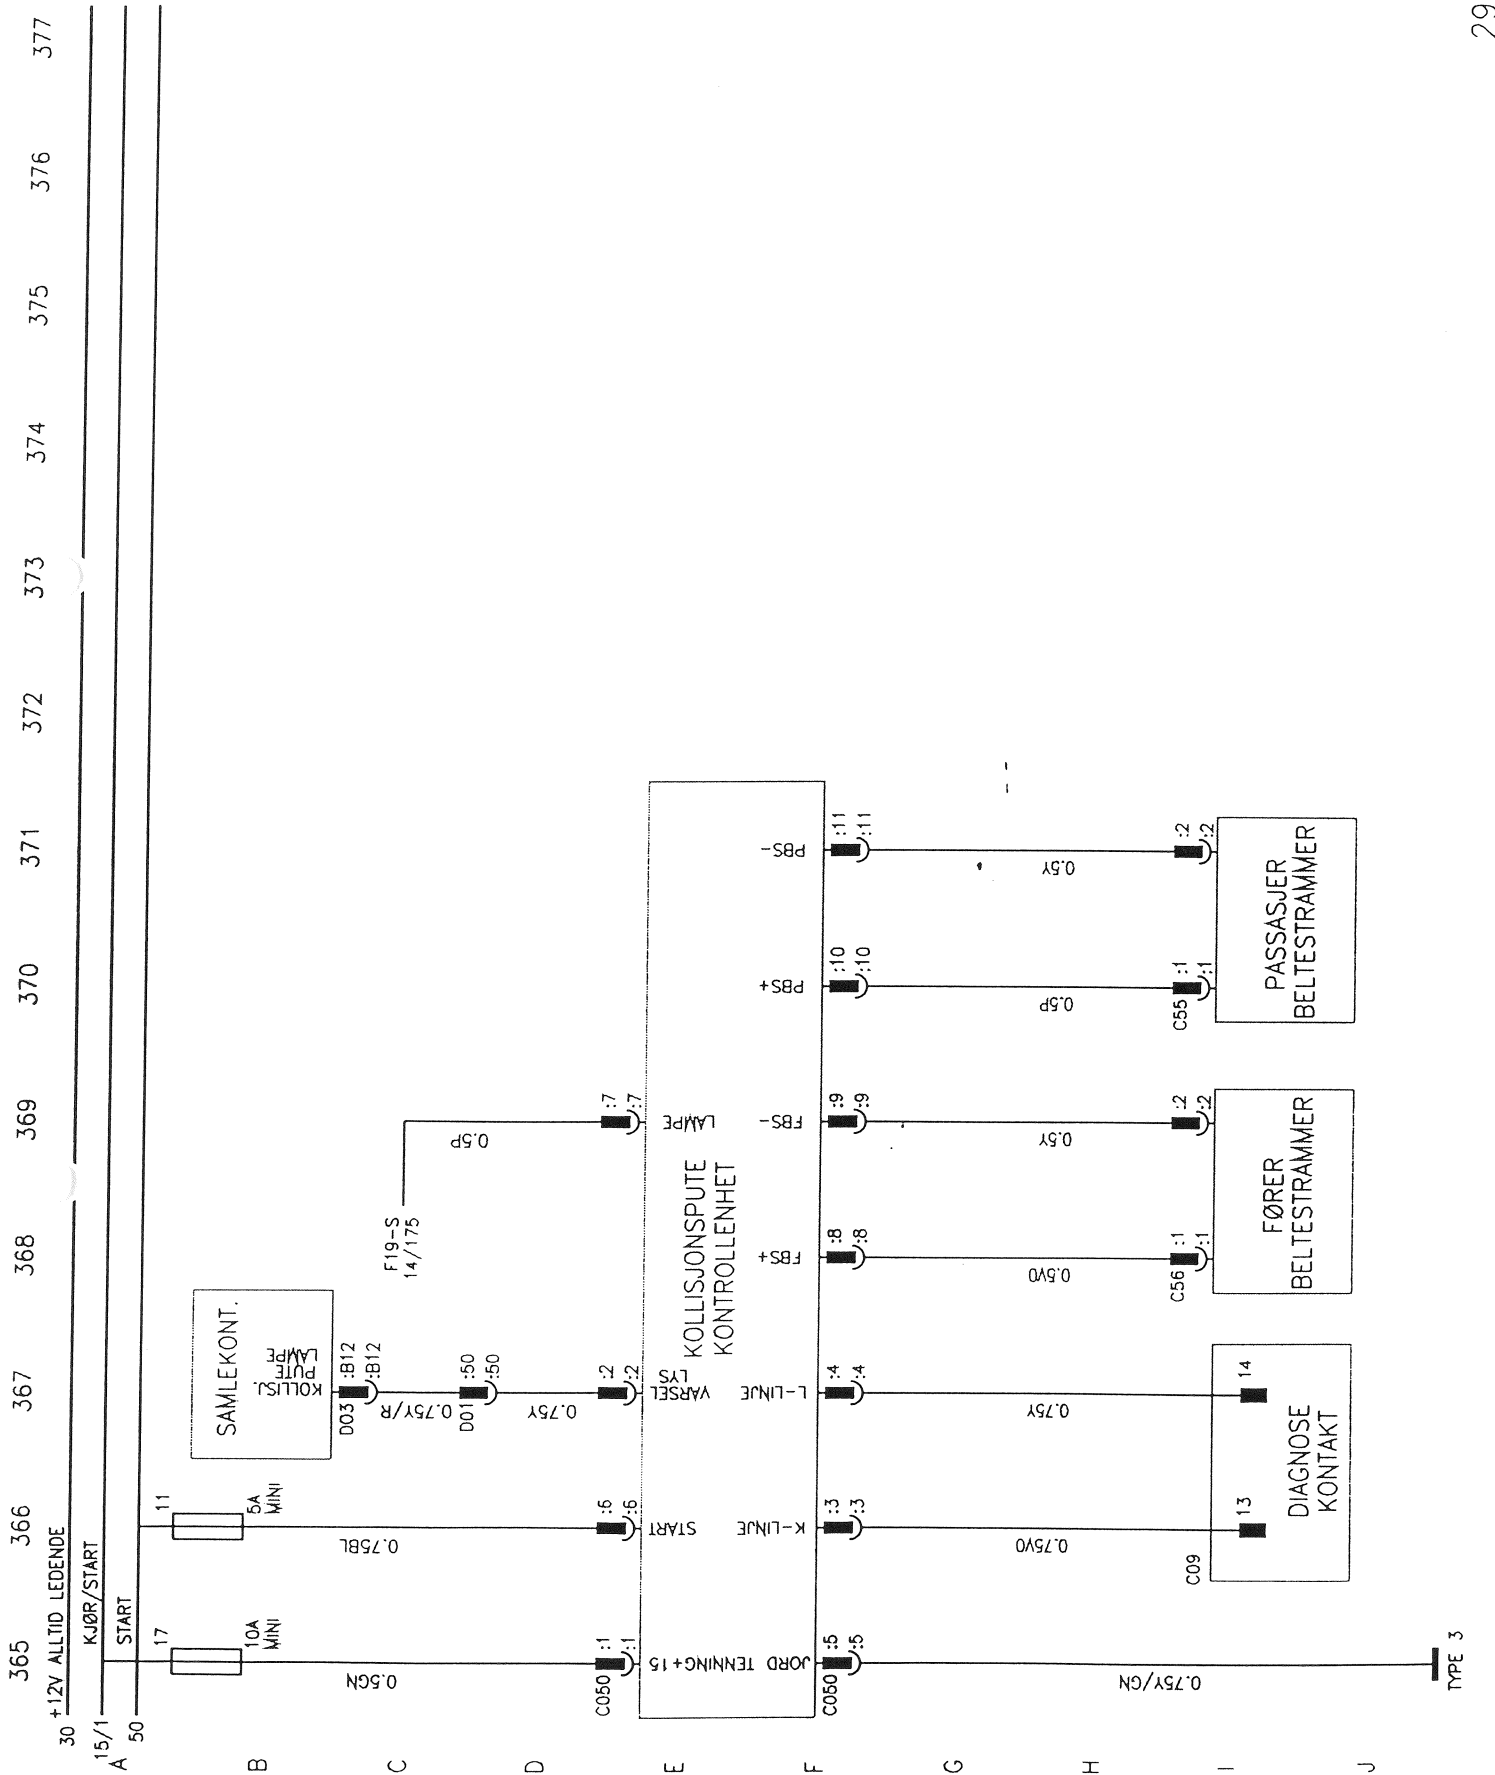 365 366 367 368 369 370 371 372 373 374 375 376 377
30 +12V ALLTID LEDENDE
15/1 KJØR/START
50 START
A
B
C
D
E
F
G
H
I
J
17
10A
MINI
0.5GN
C050 :1
:1
TENNING+15
11
5A
MINI
0.75BL
:6
:6
START
SAMLEKONT.
KOLLISJ.
PUTE
LAMPE
D03 :B12
:B12
0.75Y/R
D01 :50
:50
0.75Y
:2
:2
VARSEL
LYS
F19-S
14/175
0.5P
:7
:7
LAMPE
KOLLISJONSPUTE
KONTROLLENHET
JORD
C050 :5
:5
0.75Y/GN
TYPE 3
K-LINJE
:3
:3
0.75VO
L-LINJE
:4
:4
0.75Y
C09
13
14
DIAGNOSE
KONTAKT
FBS+
:8
:8
0.5VO
C56 :1
:1
FBS-
:9
:9
0.5Y
:2
:2
FØRER
BELTESTRAMMER
PBS+
:10
:10
0.5P
C55 :1
:1
PBS-
:11
:11
0.5Y
:2
:2
PASSASJER
BELTESTRAMMER
29